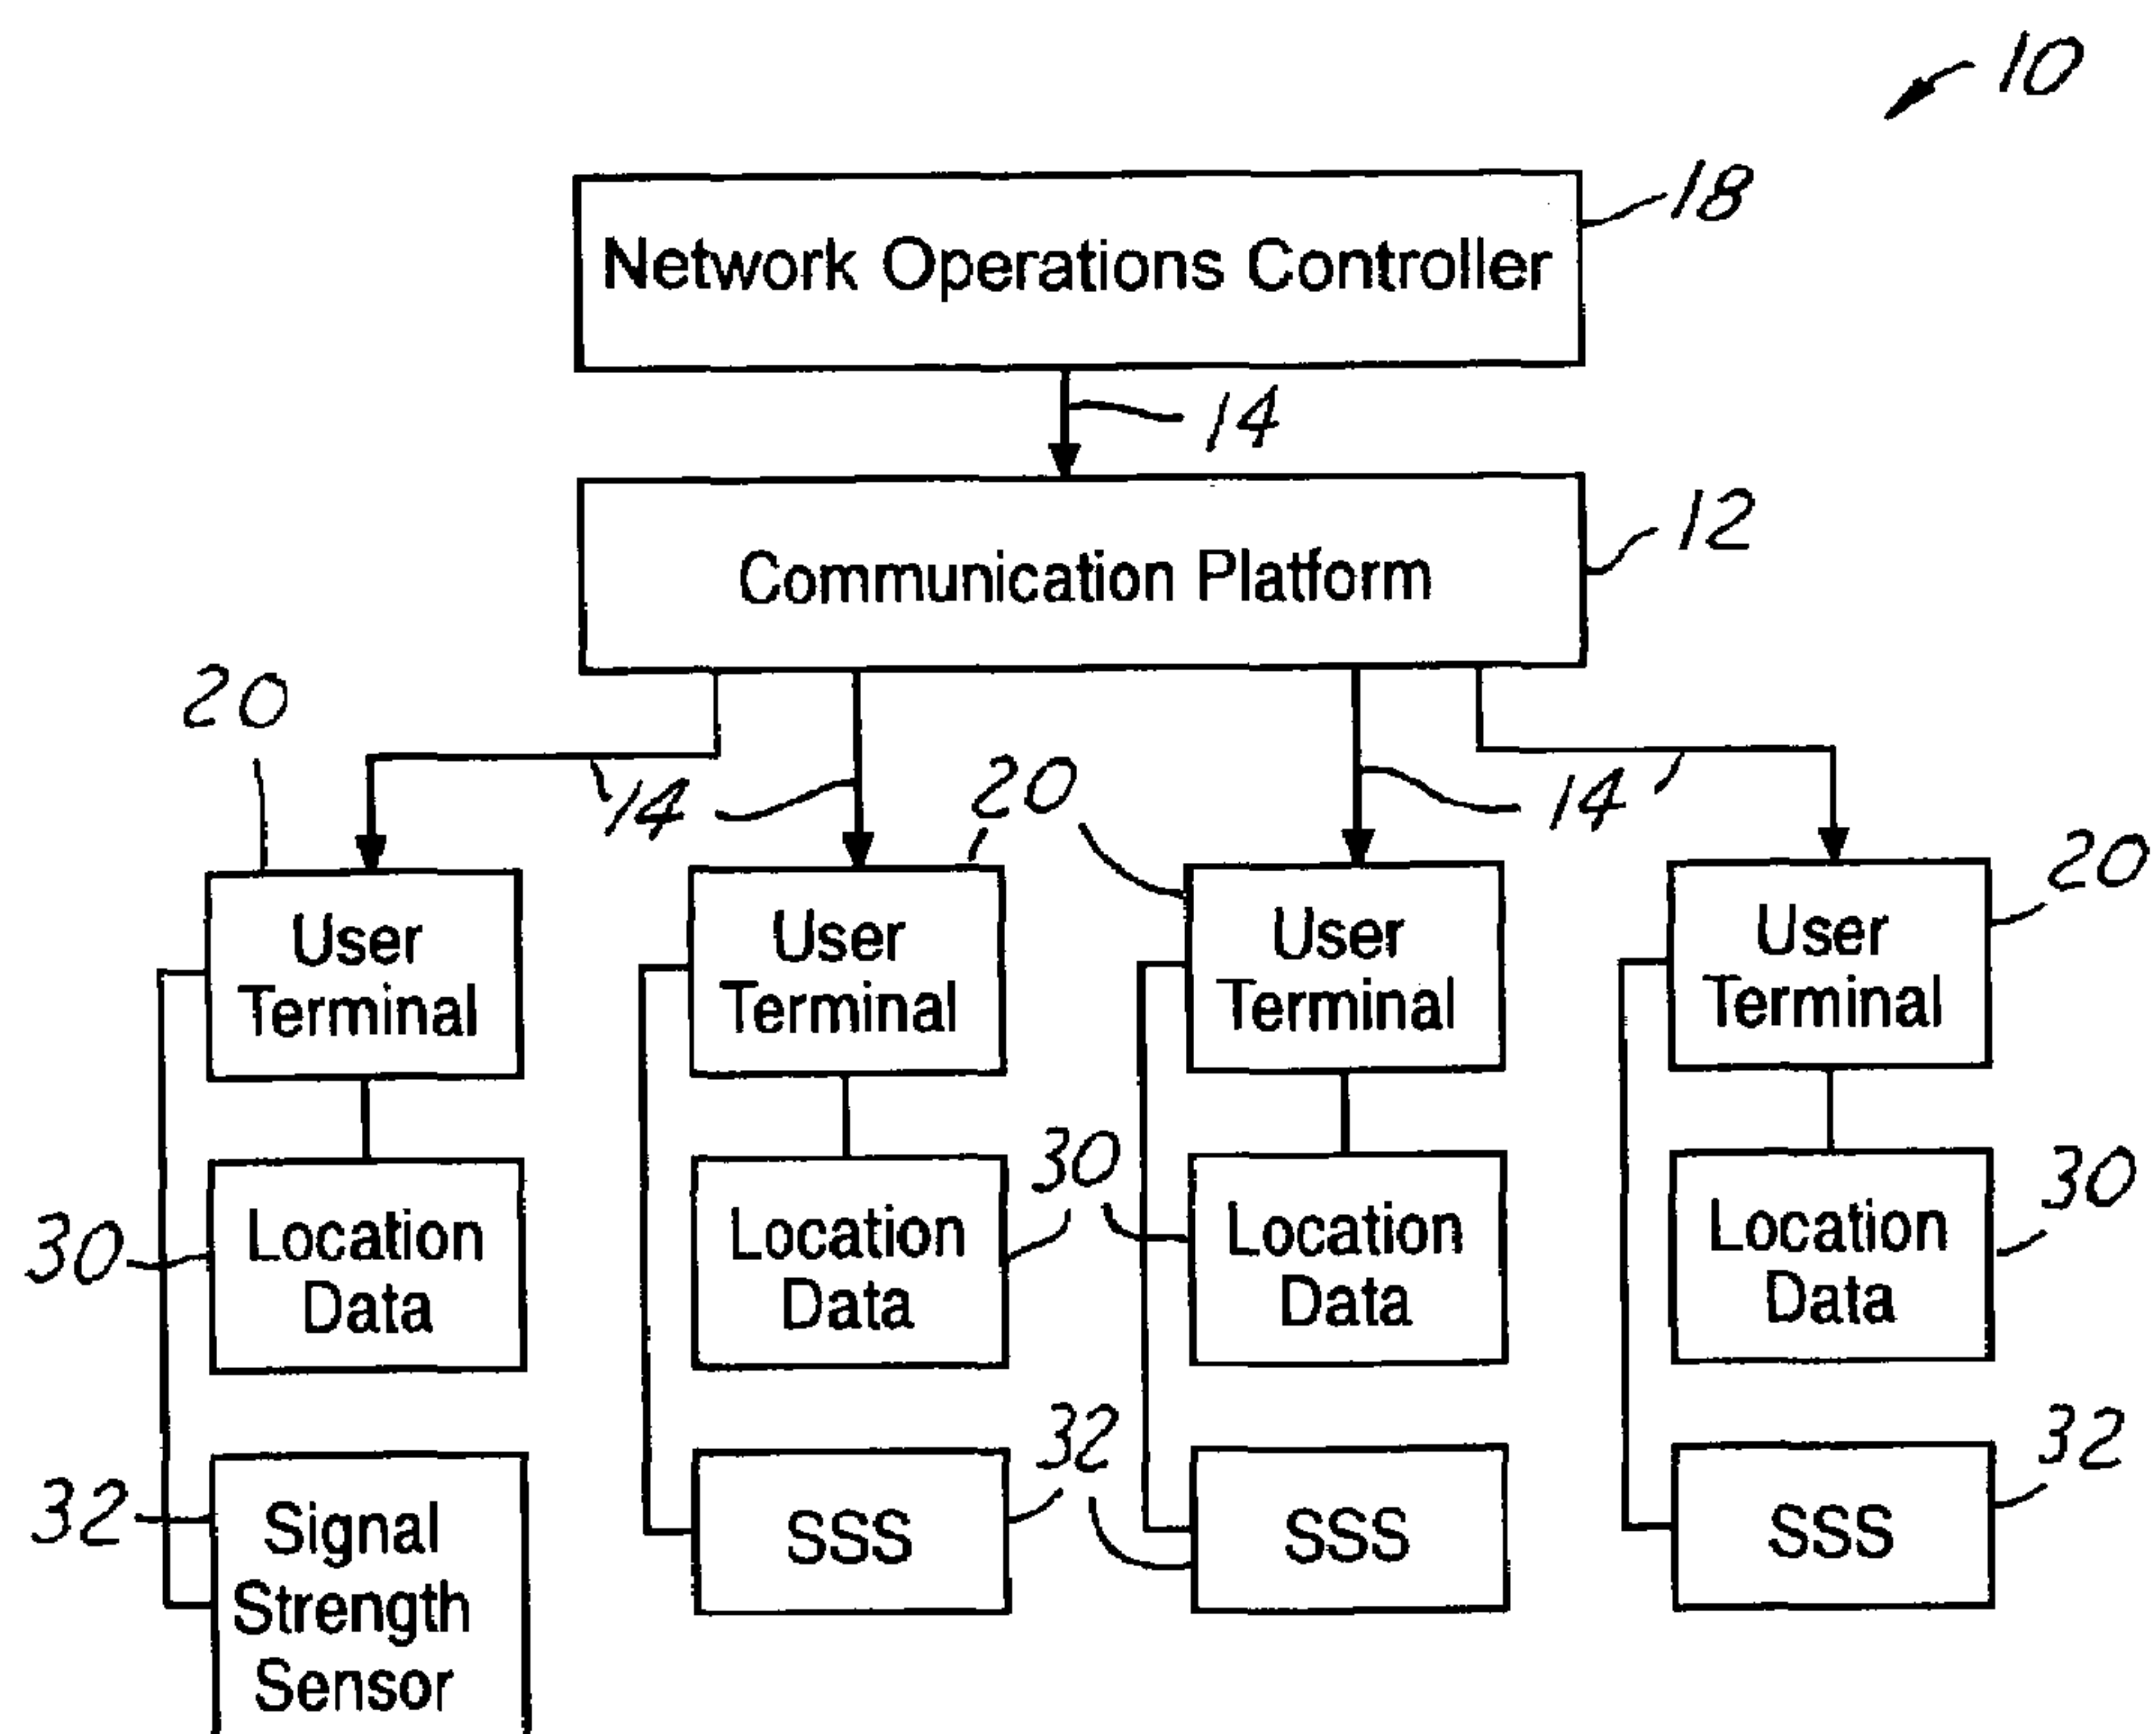 10
18
Network Operations Controller
14
12
Communication Platform
20
14
20
14
20
User
Terminal
User
Terminal
User
Terminal
User
Terminal
30
30
30
Location
Data
Location
Data
Location
Data
Location
Data
32
32
32
Signal
Strength
Sensor
SSS
SSS
SSS